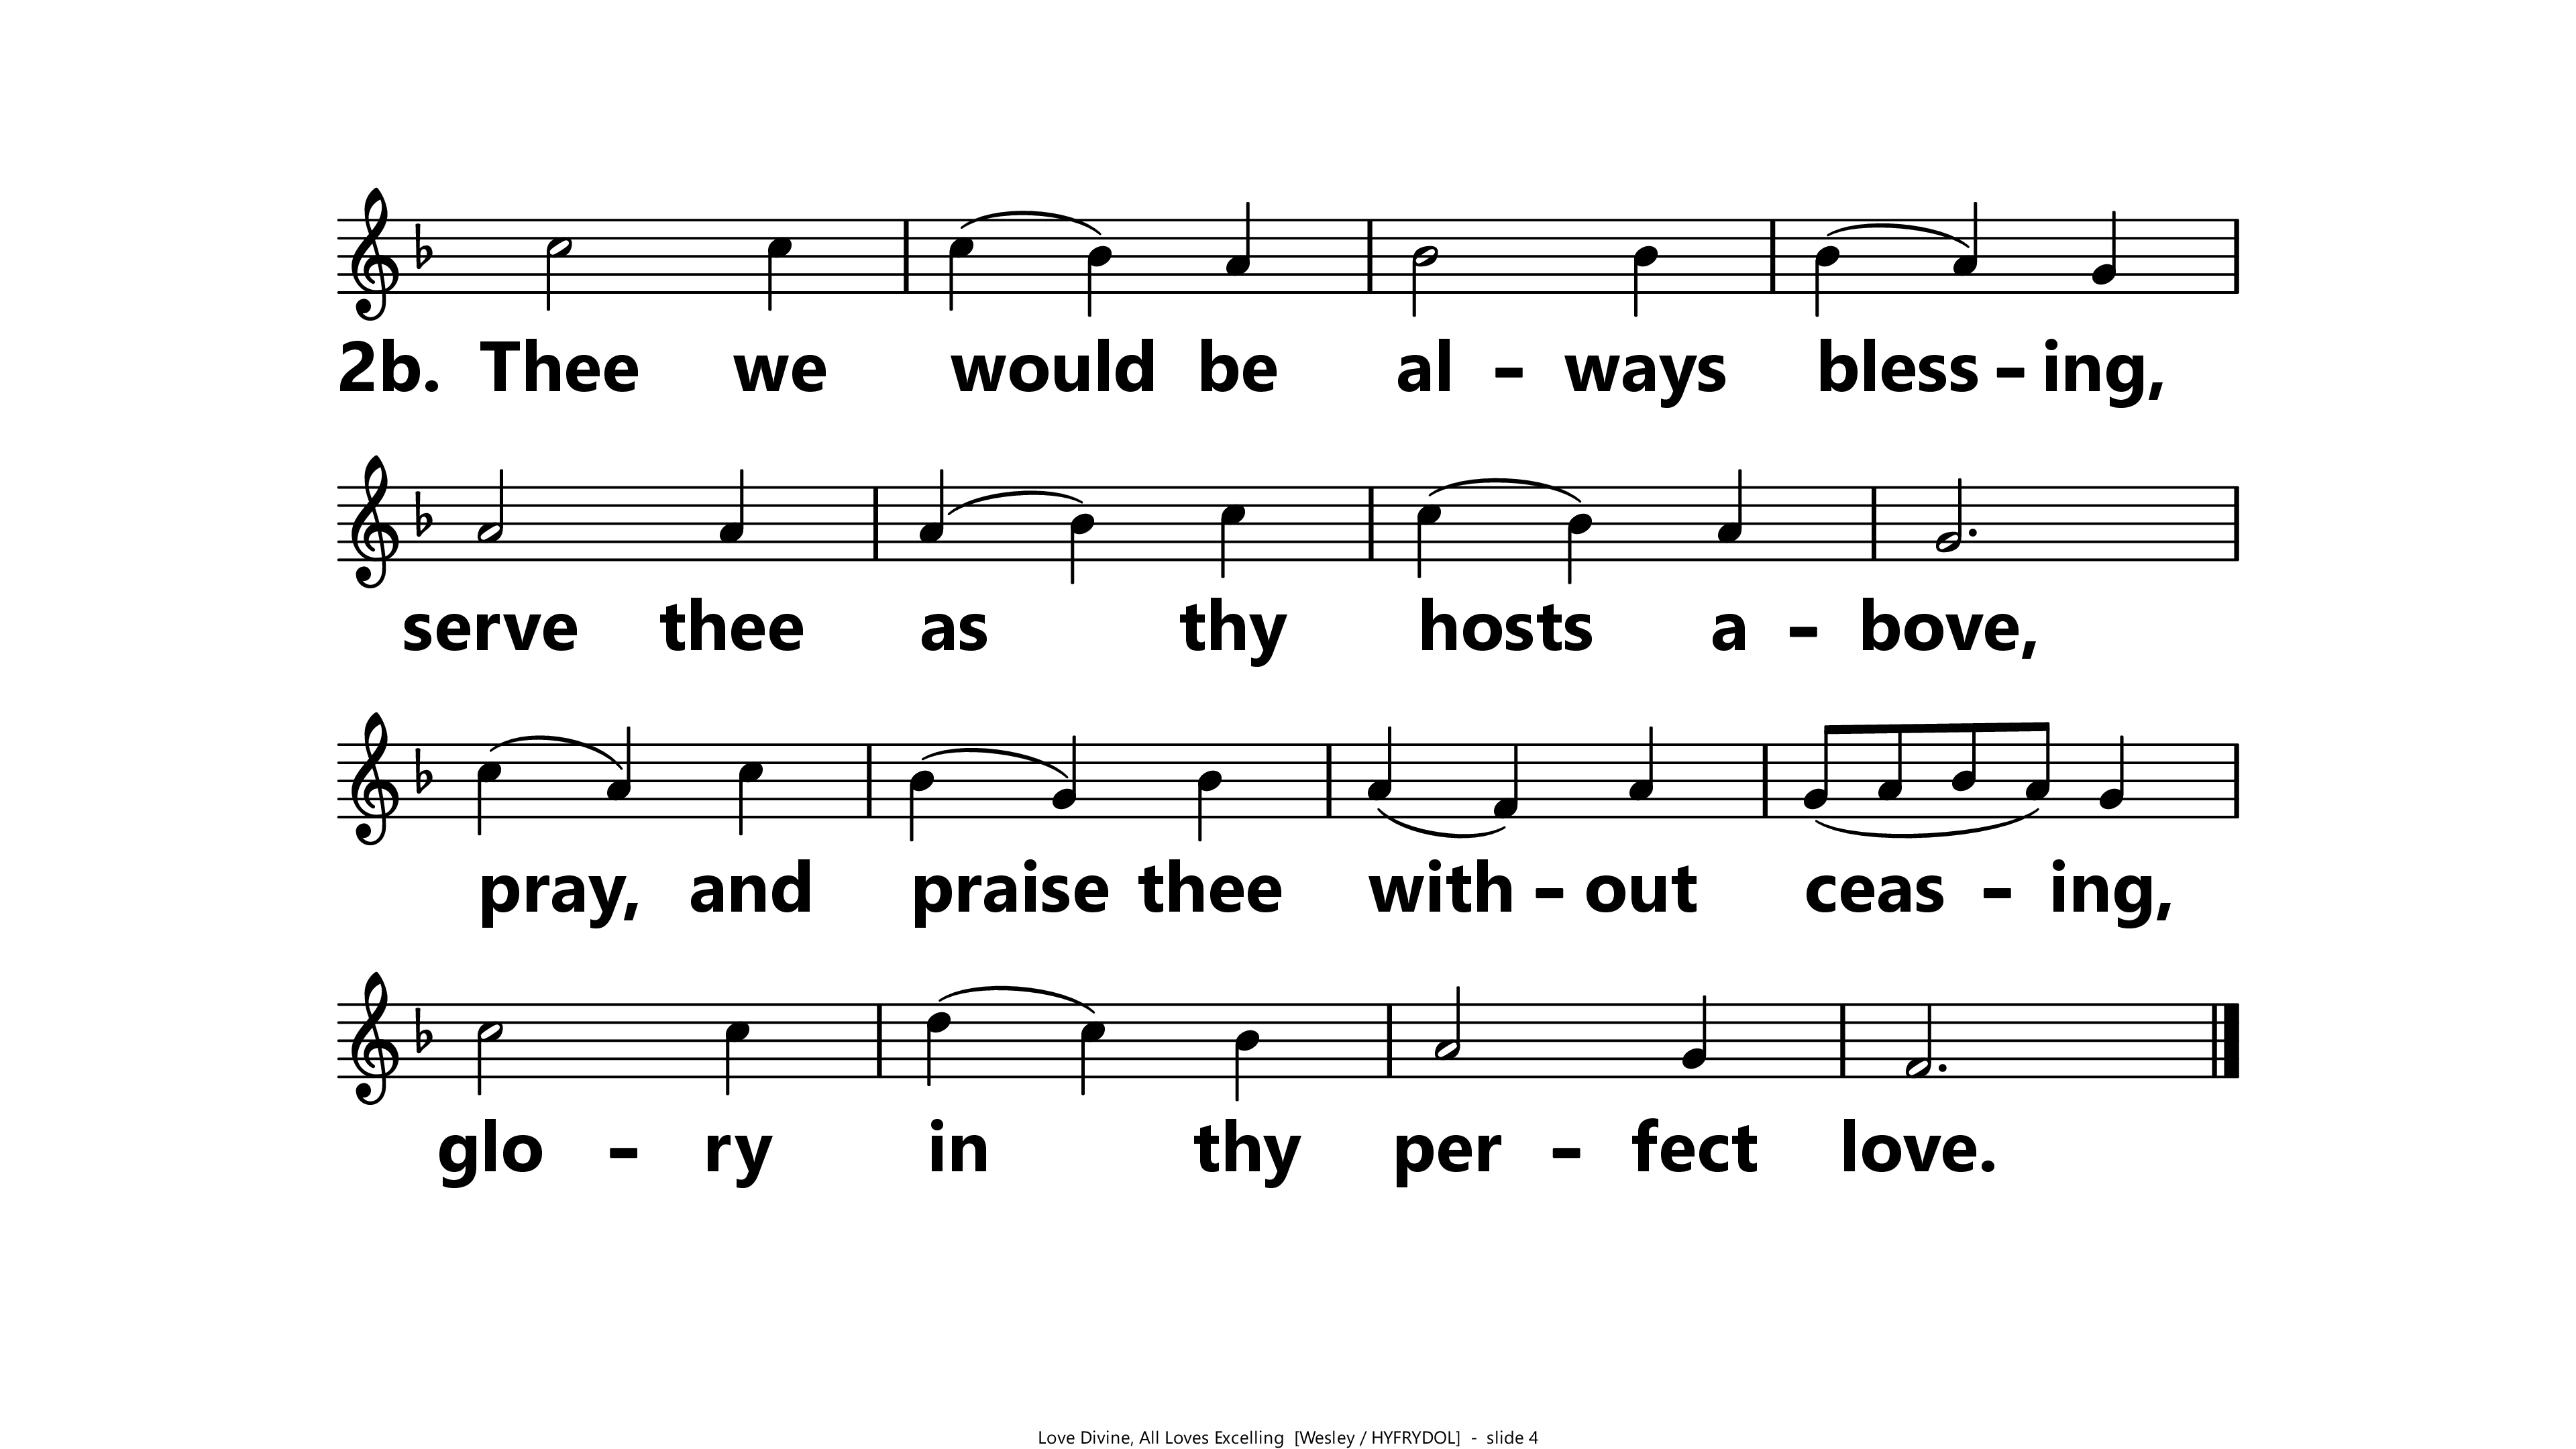 2b. Thee we would be al - ways bless - ing,
serve thee as thy hosts a - bove,
pray, and praise thee with - out ceas - ing,
glo - ry in thy per - fect love.
Love Divine, All Loves Excelling [Wesley / HYFRYDOL] - slide 4